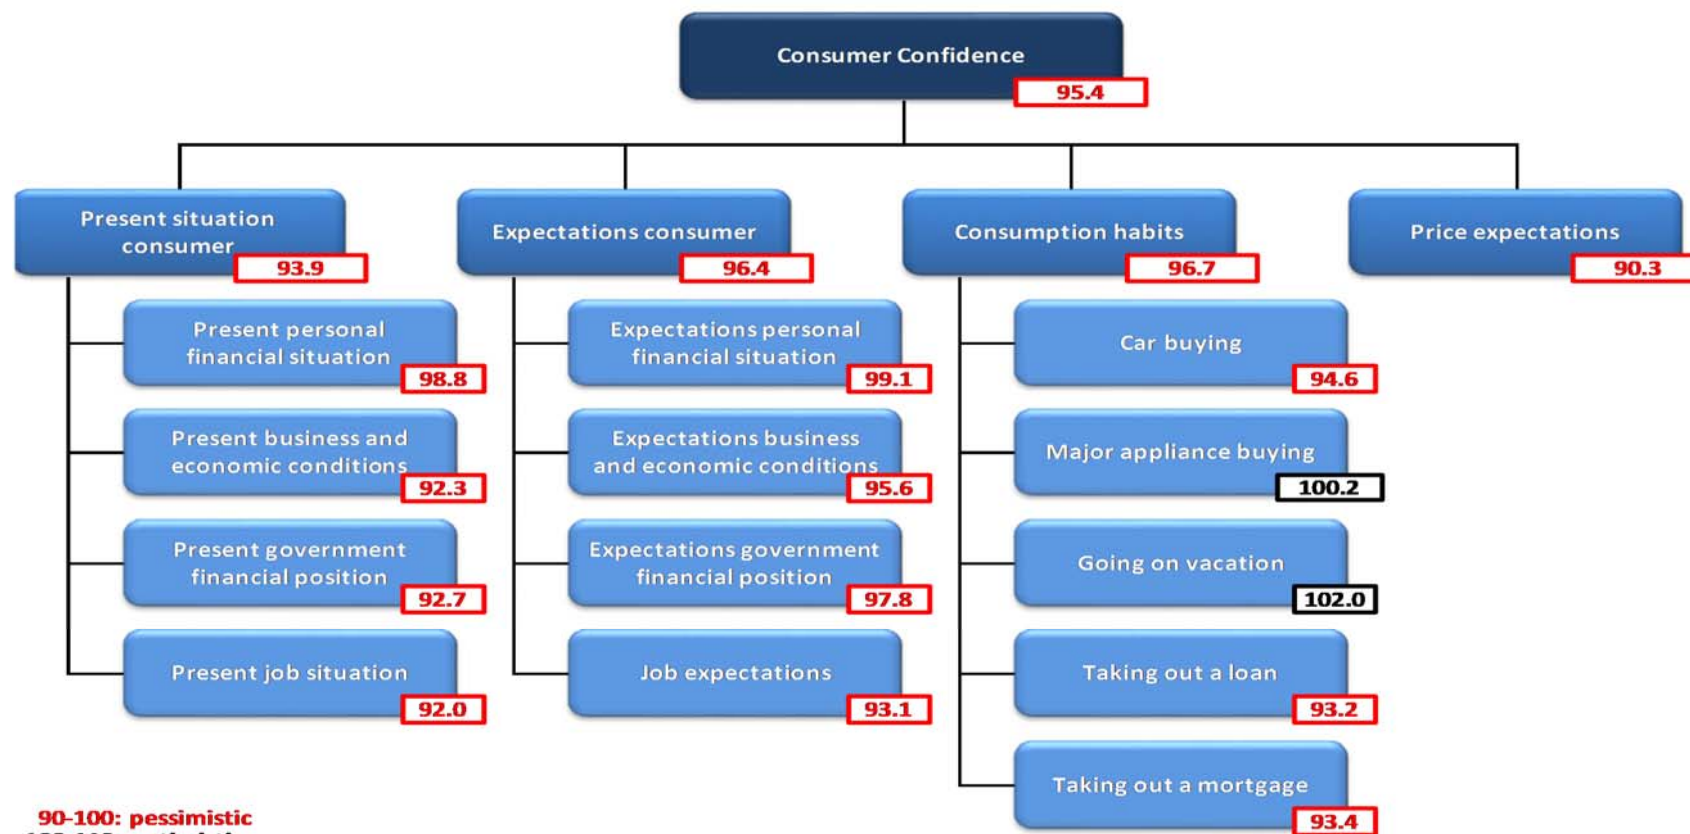 Consumer Confidence
95.4
Present situation
consumer
93.9
Expectations consumer
96.4
Consumption habits
96.7
Price expectations
90.3
Present personal
financial situation
98.8
Present business and
economic conditions
92.3
Present government
financial position
92.7
Present job situation
92.0
Expectations personal
financial situation
99.1
Expectations business
and economic conditions
95.6
Expectations government
financial position
97.8
Job expectations
93.1
Car buying
94.6
Major appliance buying
100.2
Going on vacation
102.0
Taking out a loan
93.2
Taking out a mortgage
93.4
90-100: pessimistic